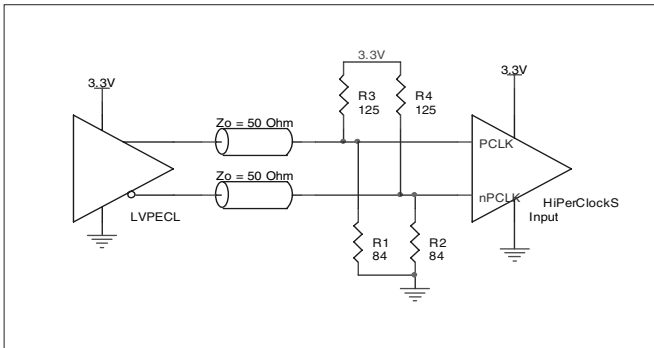 3.3V
3.3V
3.3V
R3
125
R4
125
Zo = 50 Ohm
PCLK
Zo = 50 Ohm
nPCLK
HiPerClockS
Input
LVPECL
R1
84
R2
84